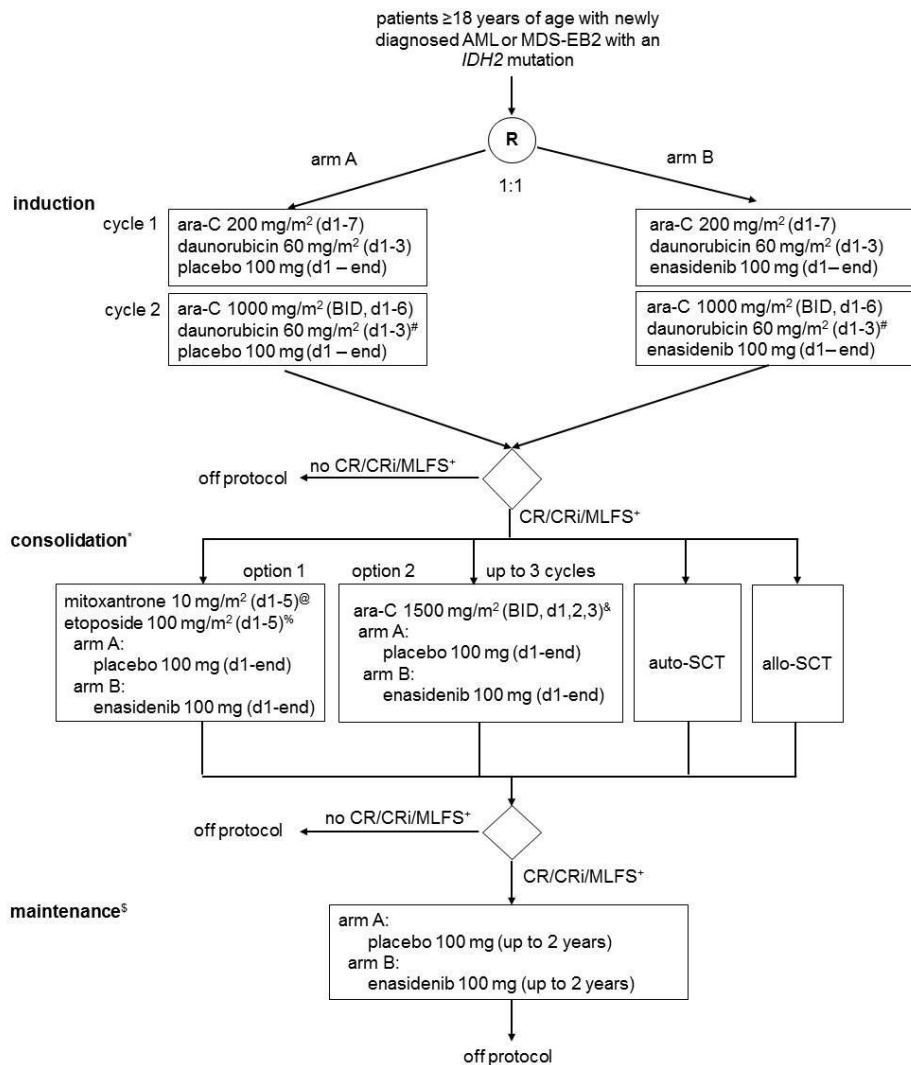 patients ≥18 years of age with newly
diagnosed AML or MDS-EB2 with an
IDH2 mutation
R
arm A
arm B
1:1
induction
cycle 1
ara-C 200 mg/m² (d1-7)
daunorubicin 60 mg/m² (d1-3)
placebo 100 mg (d1 – end)
ara-C 200 mg/m² (d1-7)
daunorubicin 60 mg/m² (d1-3)
enasidenib 100 mg (d1– end)
cycle 2
ara-C 1000 mg/m² (BID, d1-6)
daunorubicin 60 mg/m² (d1-3)#
placebo 100 mg (d1 – end)
ara-C 1000 mg/m² (BID, d1-6)
daunorubicin 60 mg/m² (d1-3)#
enasidenib 100 mg (d1– end)
no CR/CRi/MLFS⁺
off protocol
CR/CRi/MLFS⁺
consolidation*
option 1
mitoxantrone 10 mg/m² (d1-5)@
etoposide 100 mg/m² (d1-5)%
arm A:
placebo 100 mg (d1-end)
arm B:
enasidenib 100 mg (d1-end)
option 2
up to 3 cycles
ara-C 1500 mg/m² (BID, d1,2,3)&
arm A:
placebo 100 mg (d1-end)
arm B:
enasidenib 100 mg (d1-end)
auto-SCT
allo-SCT
no CR/CRi/MLFS⁺
off protocol
CR/CRi/MLFS⁺
maintenance$
arm A:
placebo 100 mg (up to 2 years)
arm B:
enasidenib 100 mg (up to 2 years)
off protocol